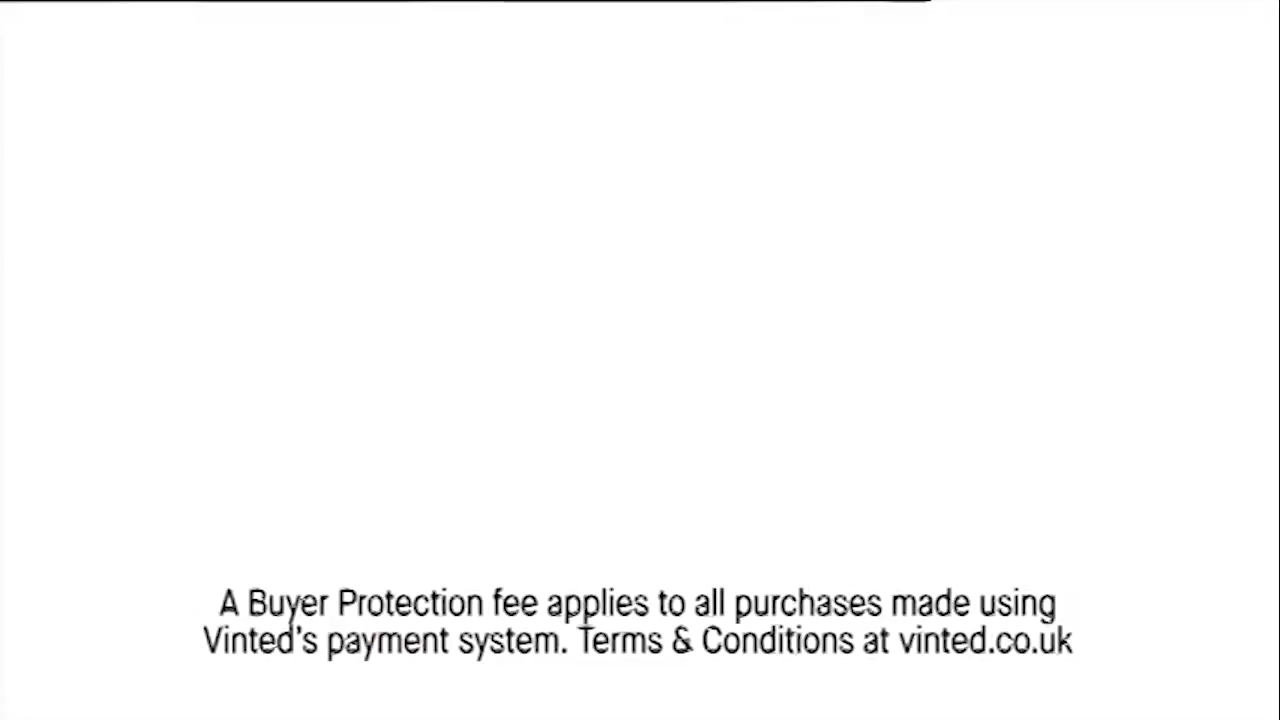 A Buyer Protection fee applies to all purchases made using
Vinted's payment system. Terms & Conditions at vinted.co.uk